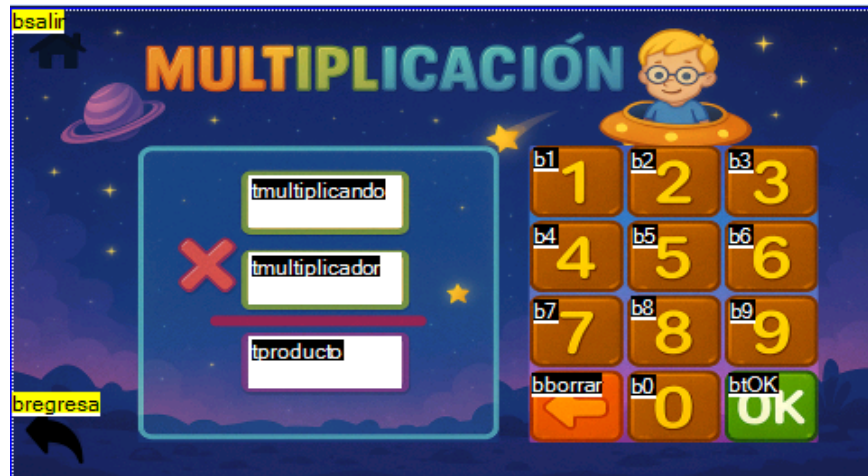 bsalir
MULTIPLICACIÓN
tmultiplicando
tmultiplicador
tproducto
b1 1 b2 2 b3 3
b4 4 b5 5 b6 6
b7 7 b8 8 b9 9
bborrar b0 0 btOK OK
bregresa